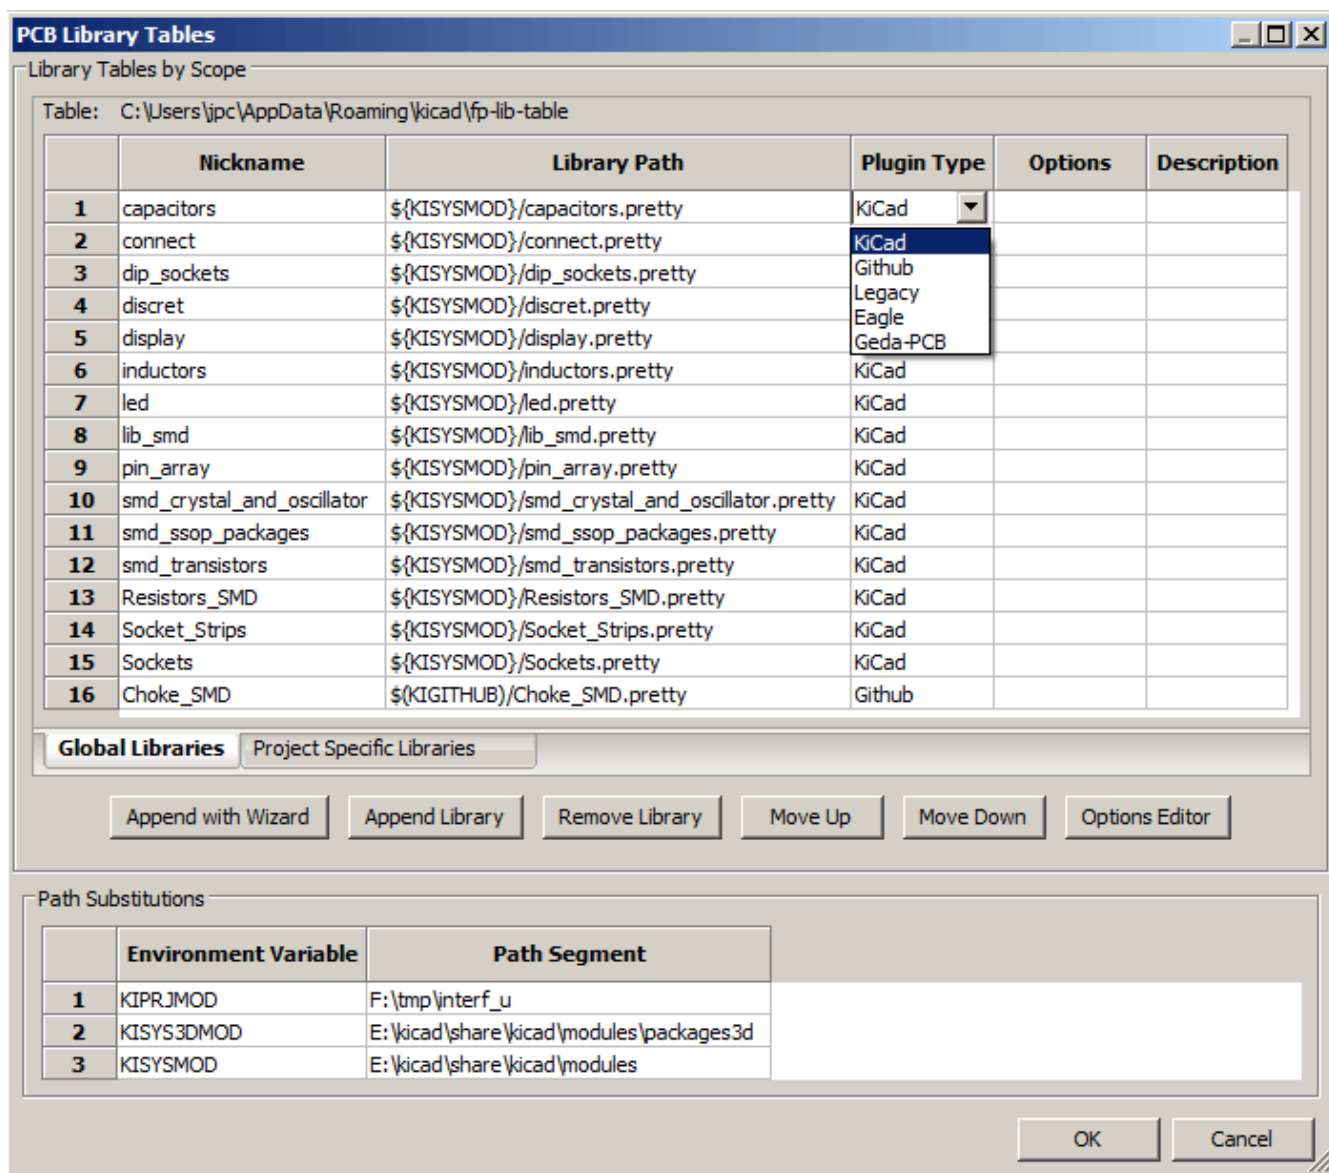 PCB Library Tables
Library Tables by Scope
Table: C:\Users\jpc\AppData\Roaming\kicad\fp-lib-table
Nickname Library Path Plugin Type Options Description
1 capacitors ${KISYSMOD}/capacitors.pretty KiCad
2 connect ${KISYSMOD}/connect.pretty KiCad
3 dip_sockets ${KISYSMOD}/dip_sockets.pretty Github
4 discret ${KISYSMOD}/discret.pretty Legacy
Eagle
5 display ${KISYSMOD}/display.pretty Geda-PCB
6 inductors ${KISYSMOD}/inductors.pretty KiCad
7 led ${KISYSMOD}/led.pretty KiCad
8 lib_smd ${KISYSMOD}/lib_smd.pretty KiCad
9 pin_array ${KISYSMOD}/pin_array.pretty KiCad
10 smd_crystal_and_oscillator ${KISYSMOD}/smd_crystal_and_oscillator.pretty KiCad
11 smd_ssop_packages ${KISYSMOD}/smd_ssop_packages.pretty KiCad
12 smd_transistors ${KISYSMOD}/smd_transistors.pretty KiCad
13 Resistors_SMD ${KISYSMOD}/Resistors_SMD.pretty KiCad
14 Socket_Strips ${KISYSMOD}/Socket_Strips.pretty KiCad
15 Sockets ${KISYSMOD}/Sockets.pretty KiCad
16 Choke_SMD $(KIGITHUB)/Choke_SMD.pretty Github
Global Libraries Project Specific Libraries
Append with Wizard Append Library Remove Library Move Up Move Down Options Editor
Path Substitutions
Environment Variable Path Segment
1 KIPRJMOD F:\tmp\interf_u
2 KISYS3DMOD E:\kicad\share\kicad\modules\packages3d
3 KISYSMOD E:\kicad\share\kicad\modules
OK Cancel